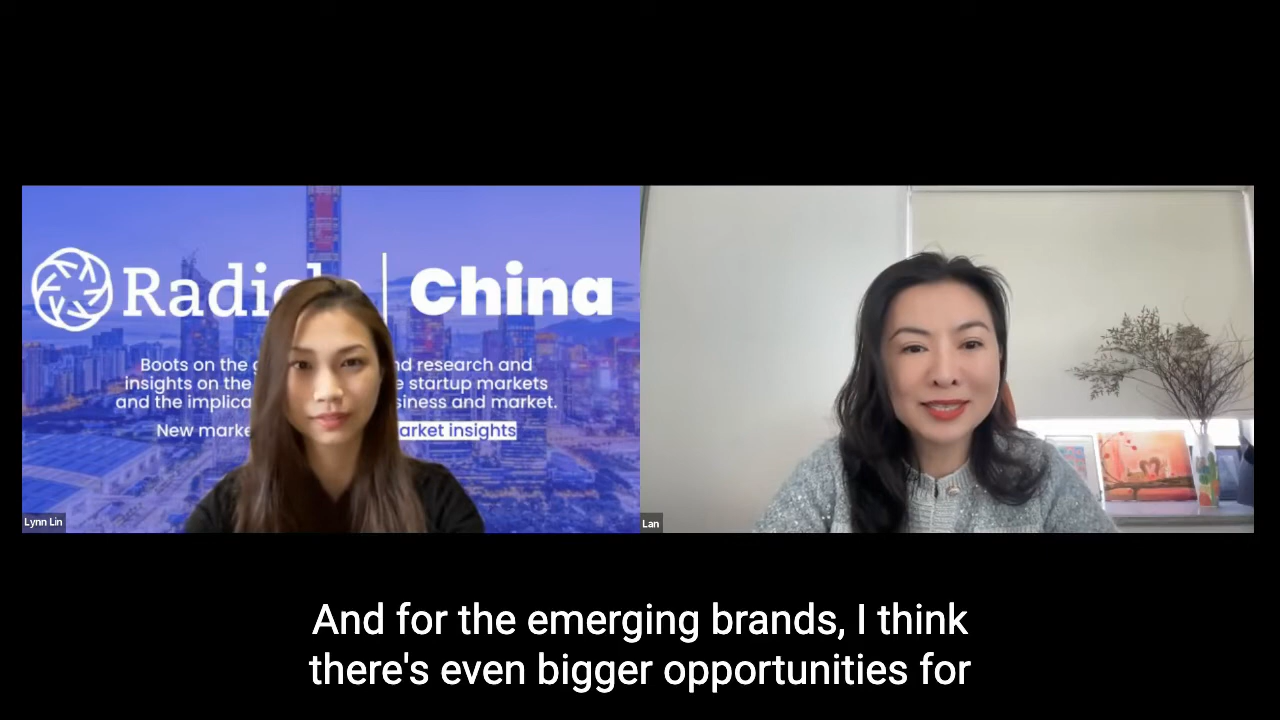 Radicle | China
Boots on the g nd research and
insights on the e startup markets
and the implica siness and market.
New marke arket insights
Lynn Lin
Lan
And for the emerging brands, I think
there's even bigger opportunities for